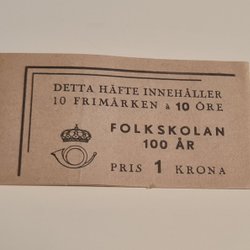 DETTA HÄFTE INNEHÅLLER
10 FRIMÄRKEN à 10 ÖRE
FOLKSKOLAN
100 ÅR
PRIS 1 KRONA